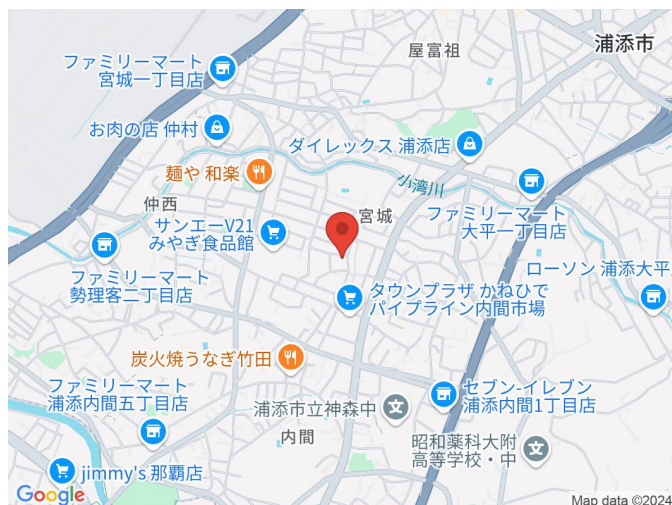 屋富祖
浦添市
ファミリーマート
宮城一丁目店
お肉の店 仲村
ダイレックス 浦添店
麺や 和楽
小湾川
仲西
宮城
ファミリーマート
大平一丁目店
サンエーV21
みやぎ食品館
ファミリーマート
勢理客二丁目店
ローソン 浦添大平
タウンプラザ かねひで
パイプライン内間市場
炭火焼うなぎ竹田
ファミリーマート
浦添内間五丁目店
セブン-イレブン
浦添内間1丁目店
浦添市立神森中
内間
昭和薬科大附
高等学校・中
jimmy's 那覇店
Google
Map data ©2024